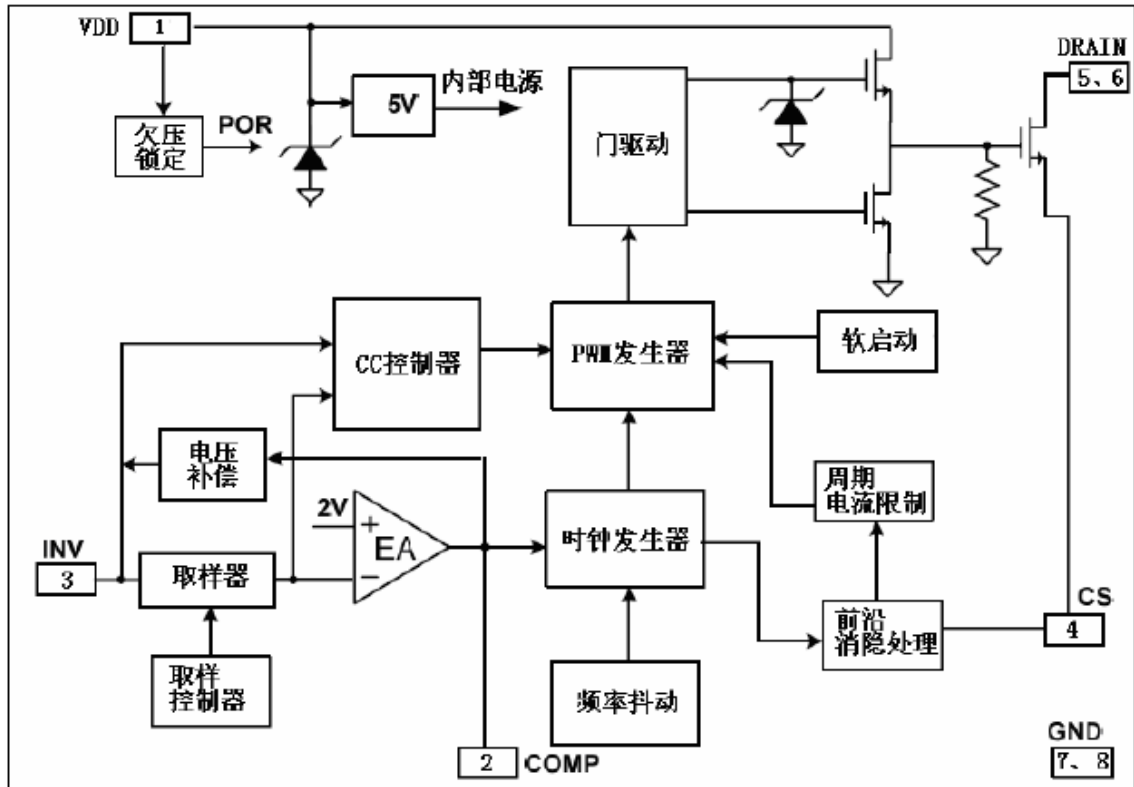 VDD
1
DRAIN
5、6
5V
内部电源
欠压
锁定
POR
门驱动
CC控制器
PWM发生器
软启动
电压
补偿
2V
+
EA
−
时钟发生器
周期
电流限制
INV
3
取样器
取样
控制器
频率抖动
前沿
消隐处理
CS
4
2
COMP
GND
7、8